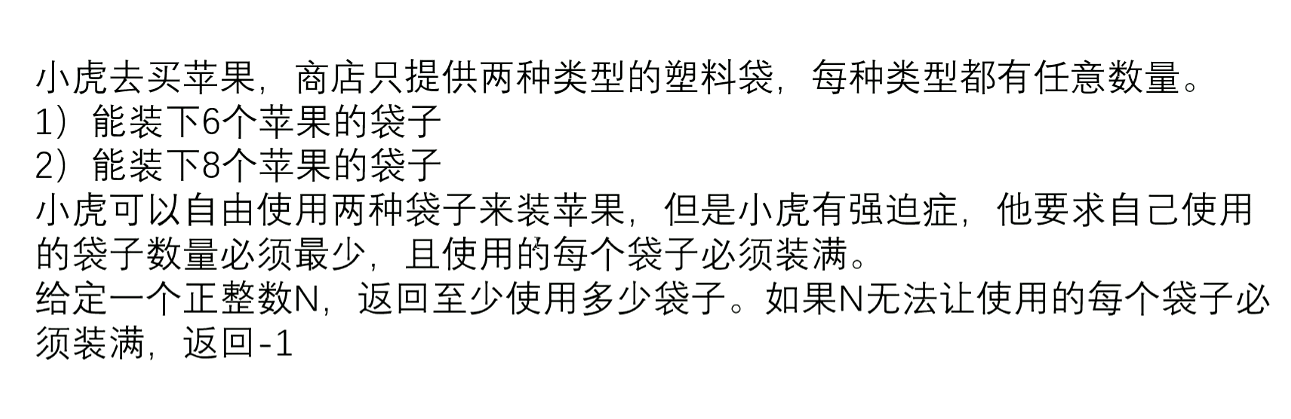 小虎去买苹果，商店只提供两种类型的塑料袋，每种类型都有任意数量。
1）能装下6个苹果的袋子
2）能装下8个苹果的袋子
小虎可以自由使用两种袋子来装苹果，但是小虎有强迫症，他要求自己使用
的袋子数量必须最少，且使用的每个袋子必须装满。
给定一个正整数N，返回至少使用多少袋子。如果N无法让使用的每个袋子必
须装满，返回-1